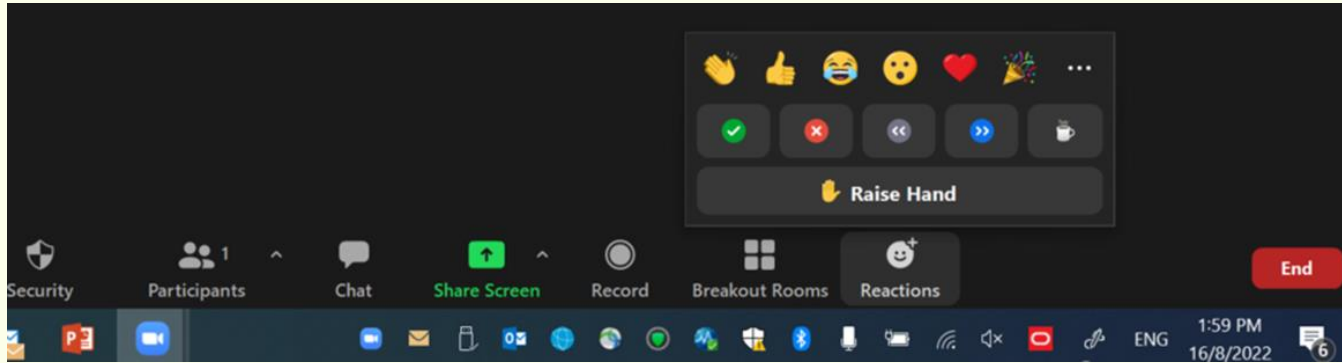 Raise Hand
1
Security
Participants
Chat
Share Screen
Record
Breakout Rooms
Reactions
End
ENG
1:59 PM
16/8/2022
6